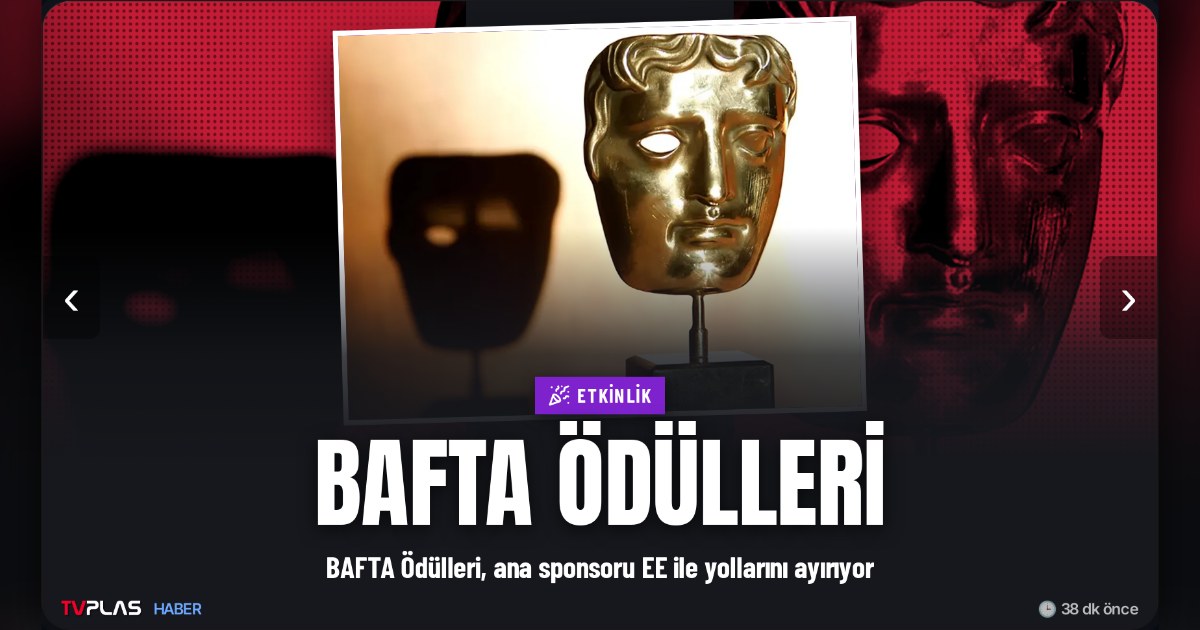 ETKİNLİK
BAFTA ÖDÜLLERİ
BAFTA Ödülleri, ana sponsoru EE ile yollarını ayırıyor
TVPLAS HABER
38 dk önce